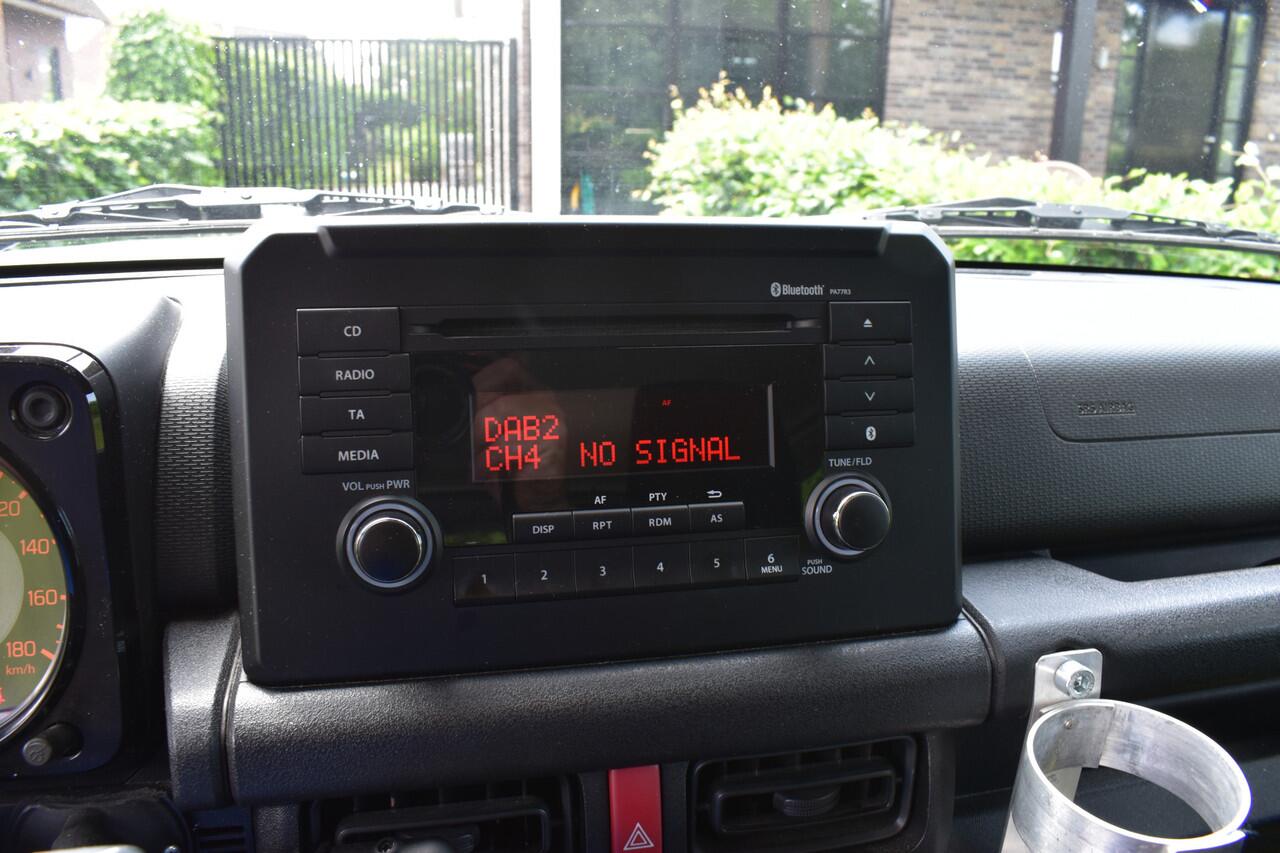 Bluetooth PA77R3
CD
RADIO
TA
MEDIA
VOL PUSH PWR
AF
DAB2
CH4 NO SIGNAL
TUNE/FLD
AF PTY
DISP RPT RDM AS
1 2 3 4 5 6
MENU
PUSH
SOUND
120
140
160
180
km/h